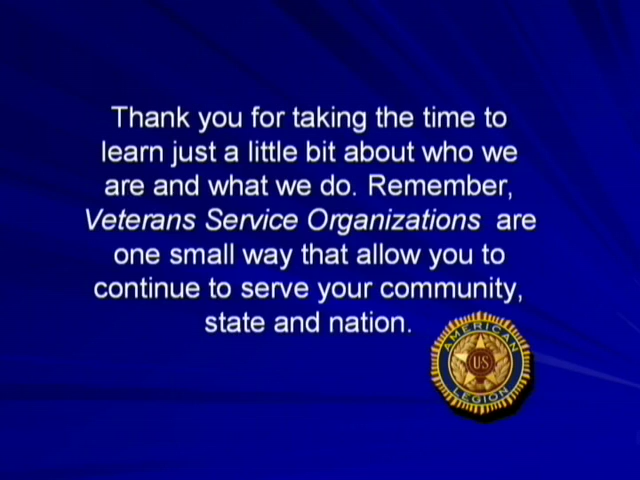 Thank you for taking the time to
learn just a little bit about who we
are and what we do. Remember,
Veterans Service Organizations are
one small way that allow you to
continue to serve your community,
state and nation.
AMERICAN
US
LEGION